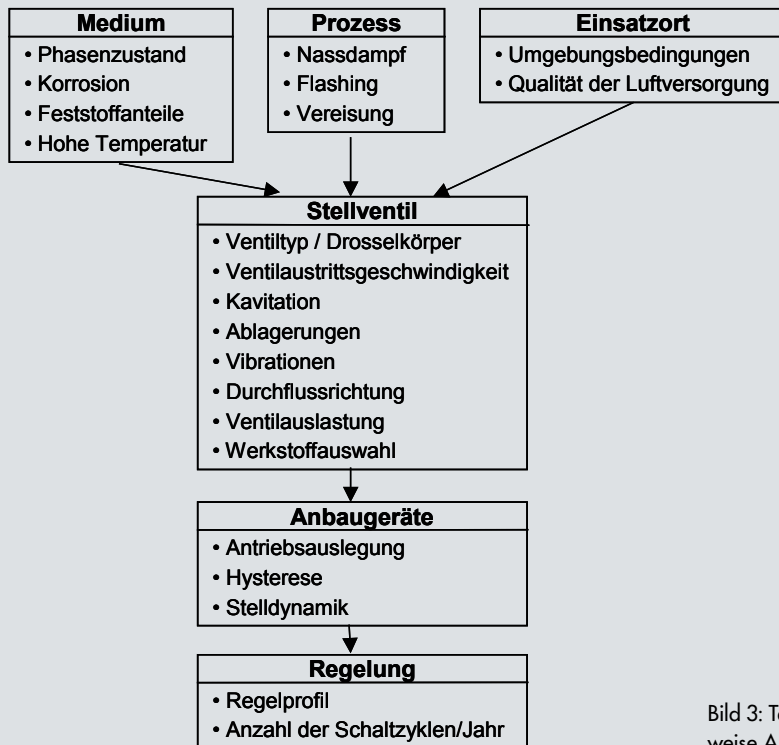 Medium
• Phasenzustand
• Korrosion
• Feststoffanteile
• Hohe Temperatur
Prozess
• Nassdampf
• Flashing
• Vereisung
Einsatzort
• Umgebungsbedingungen
• Qualität der Luftversorgung
Stellventil
• Ventiltyp / Drosselkörper
• Ventilaustrittsgeschwindigkeit
• Kavitation
• Ablagerungen
• Vibrationen
• Durchflussrichtung
• Ventilauslastung
• Werkstoffauswahl
Anbaugeräte
• Antriebsauslegung
• Hysterese
• Stelldynamik
Regelung
• Regelprofil
• Anzahl der Schaltzyklen/Jahr
Bild 3:
weise